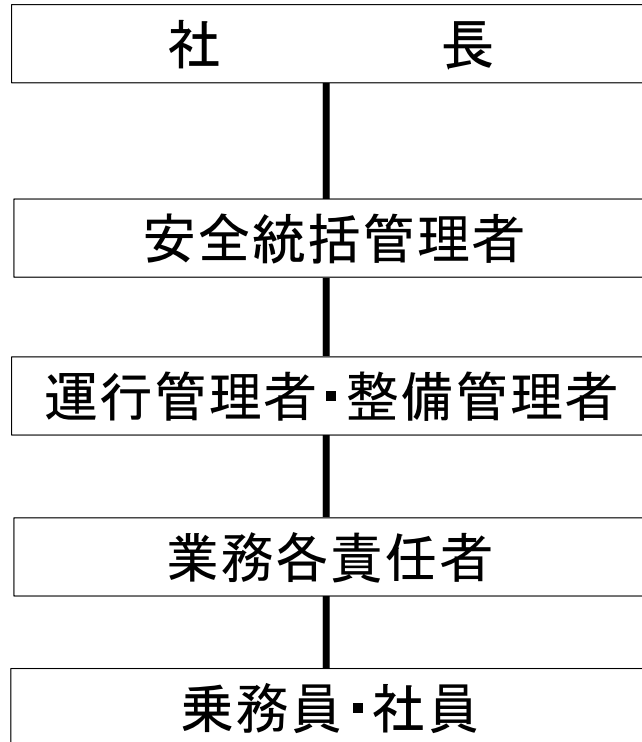 社　　長
安全統括管理者
運行管理者・整備管理者
業務各責任者
乗務員・社員